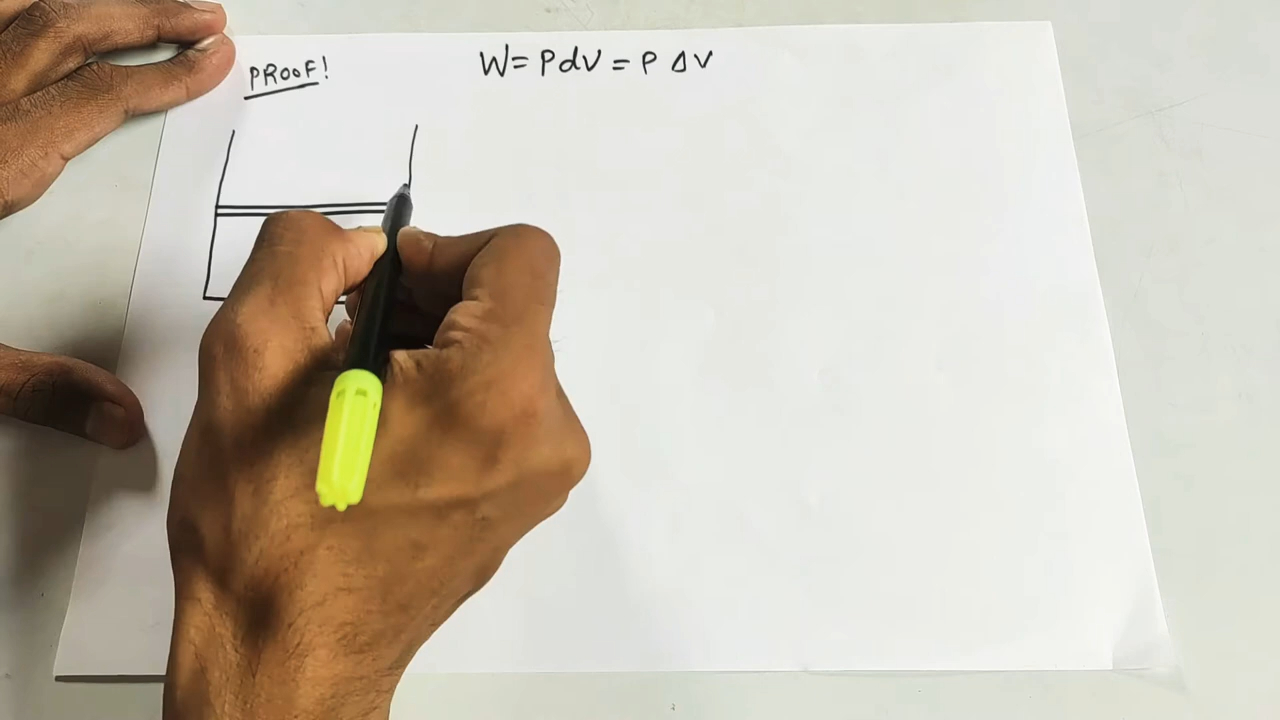 PROOF!
W= PdV = P ΔV